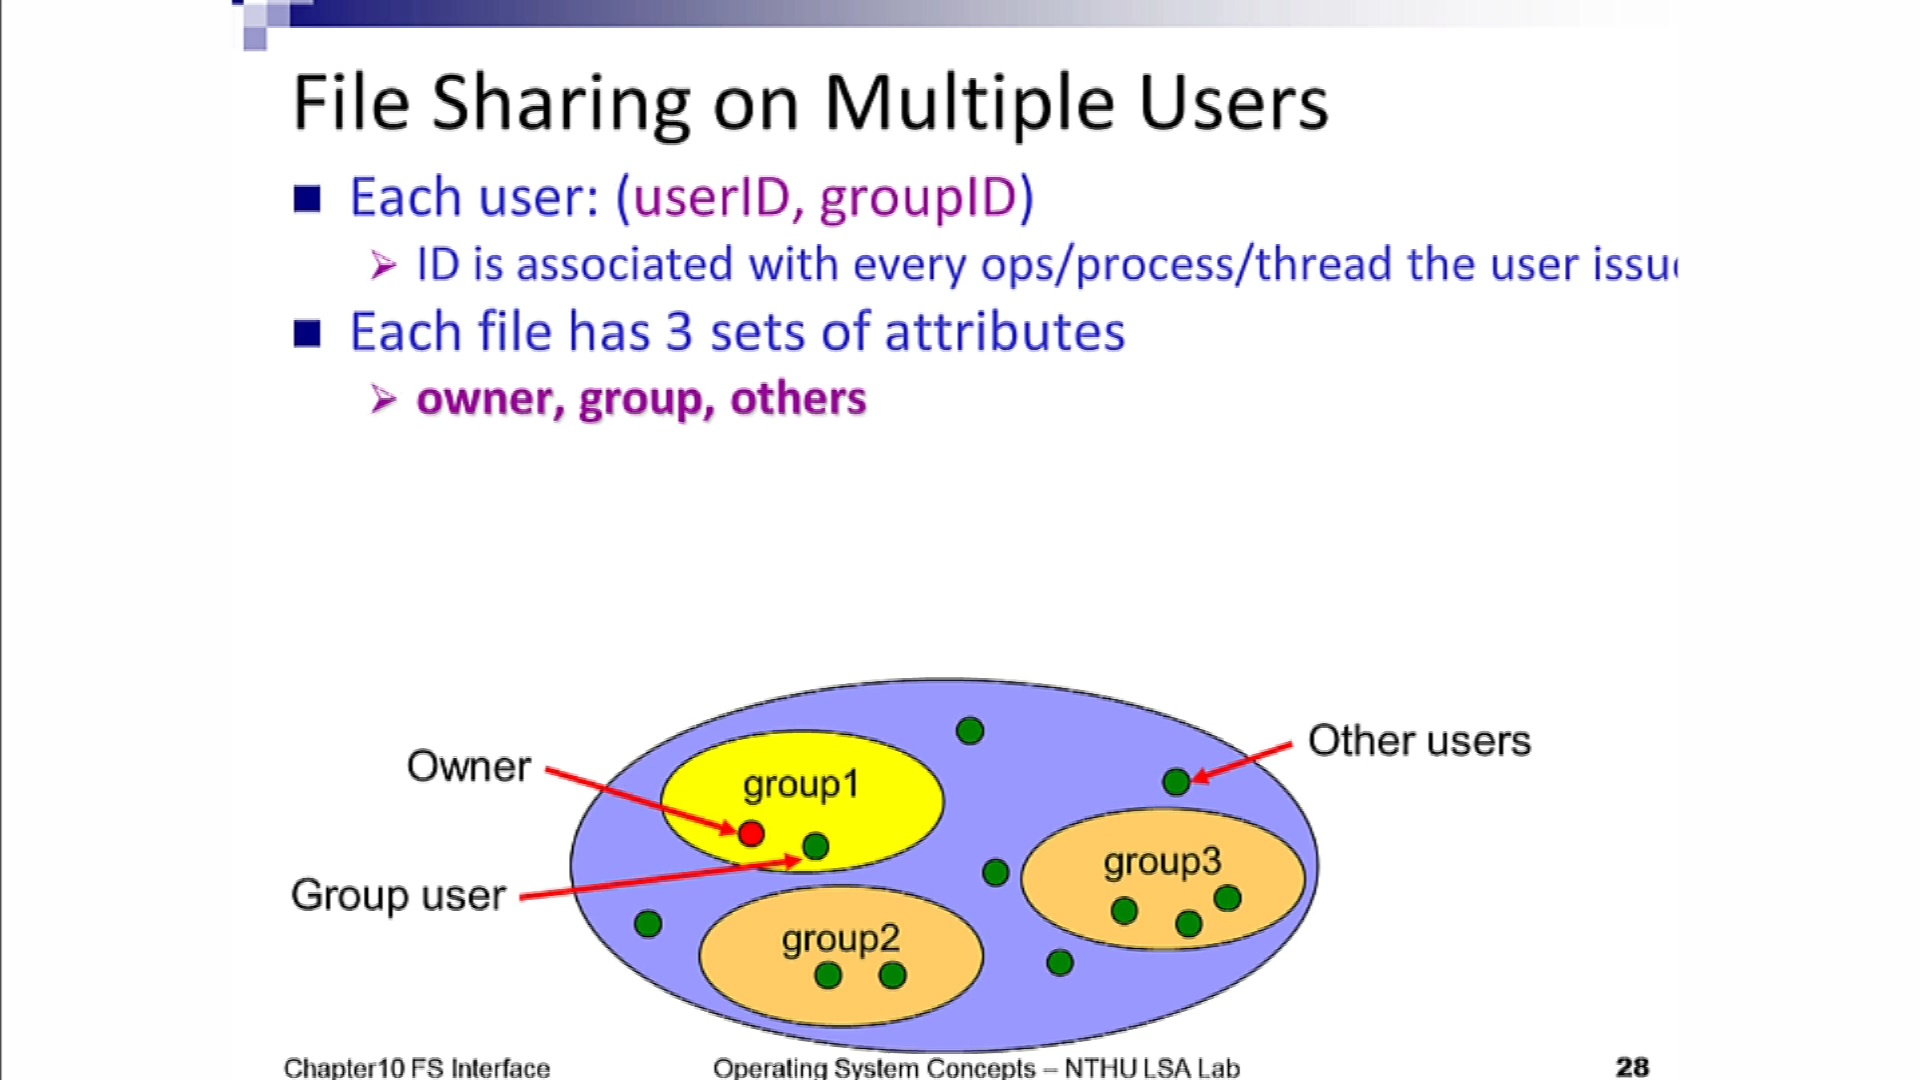 File Sharing on Multiple Users
Each user: (userID, groupID)
ID is associated with every ops/process/thread the user
Each file has 3 sets of attributes
owner, group, others
Other users
Owner
group1
group3
Group user
group2
Chapter10 FS Interface
Operating System Concepts – NTHU LSA Lab
28